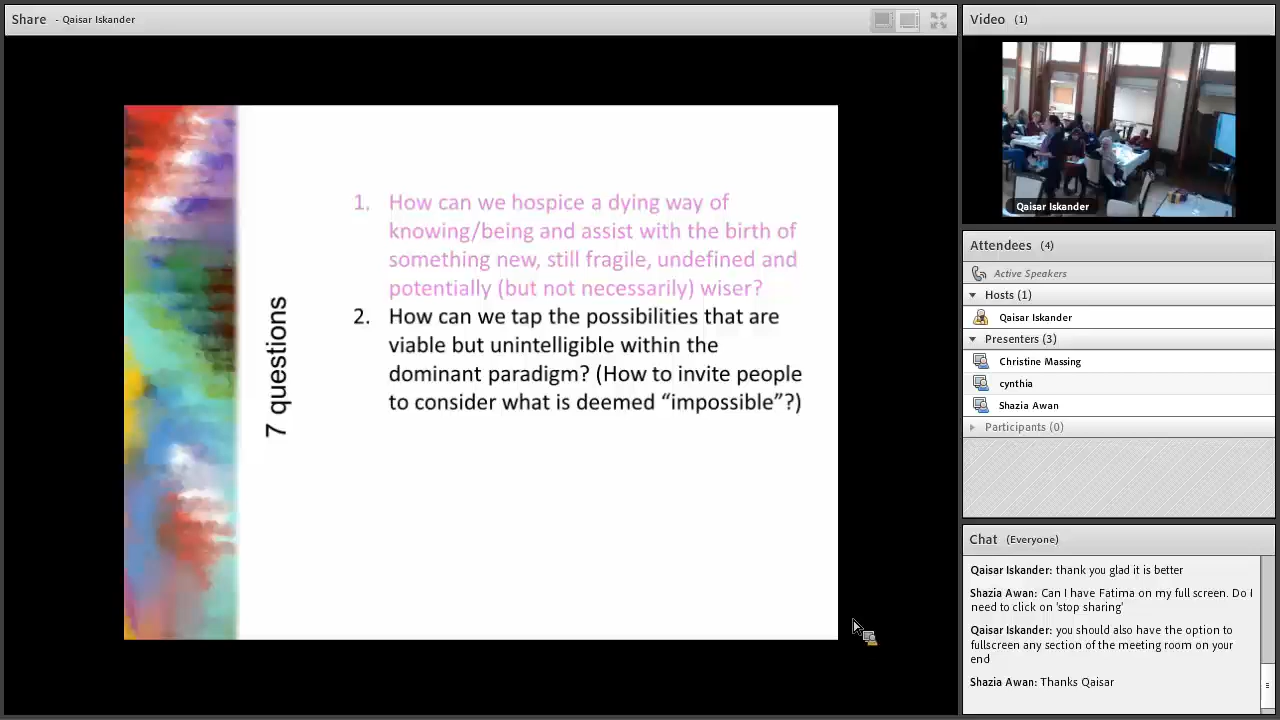 Share - Qaisar Iskander
7 questions
1. How can we hospice a dying way of
knowing/being and assist with the birth of
something new, still fragile, undefined and
potentially (but not necessarily) wiser?
2. How can we tap the possibilities that are
viable but unintelligible within the
dominant paradigm? (How to invite people
to consider what is deemed “impossible”?)
Video (1)
Qaisar Iskander
Attendees (4)
Active Speakers
Hosts (1)
Qaisar Iskander
Presenters (3)
Christine Massing
cynthia
Shazia Awan
Participants (0)
Chat (Everyone)
Qaisar Iskander: thank you glad it is better
Shazia Awan: Can I have Fatima on my full screen. Do I
need to click on 'stop sharing'
Qaisar Iskander: you should also have the option to
fullscreen any section of the meeting room on your
end
Shazia Awan: Thanks Qaisar